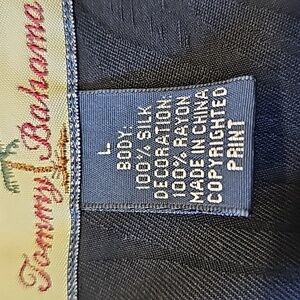 Tommy Bahama
L
BODY:
100% SILK
DECORATION:
100% RAYON
MADE IN CHINA
COPYRIGHTED
PRINT